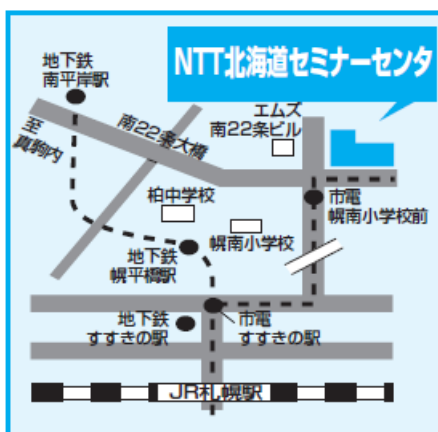 NTT北海道セミナーセンタ
地下鉄
南平岸駅
エムズ
南22条ビル
至
真駒内
南22条大橋
柏中学校
市電
幌南小学校前
幌南小学校
地下鉄
幌平橋駅
地下鉄
すすきの駅
市電
すすきの駅
JR札幌駅